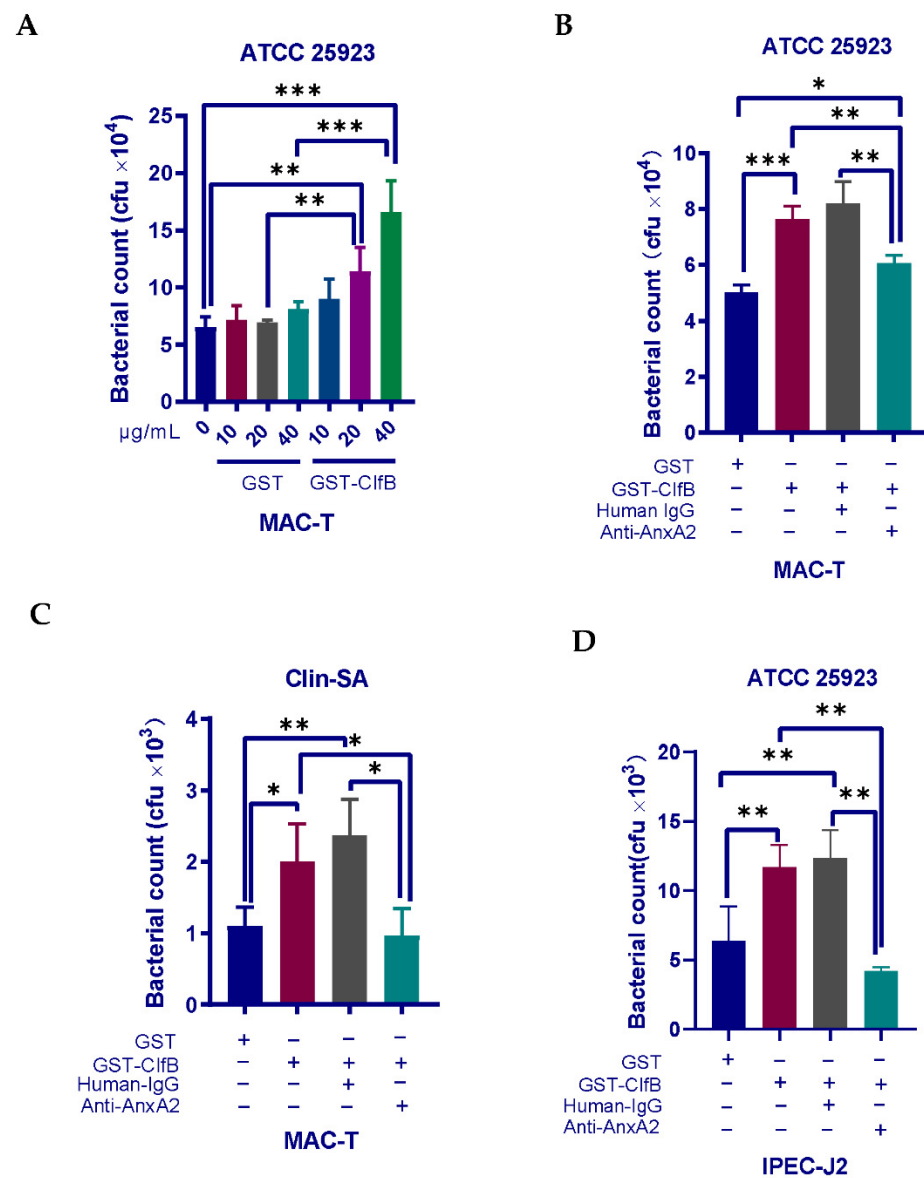 A
ATCC 25923
***
***
**
**
Bacterial count (cfu ×10⁴)
25
20
15
10
5
0
µg/mL
0 10 20 40 10 20 40
GST GST-ClfB
MAC-T
B
ATCC 25923
*
**
*** **
Bacterial count (cfu ×10⁴)
10
8
6
4
2
0
GST + − − −
GST-ClfB − + + +
Human IgG − − + −
Anti-AnxA2 − − − +
MAC-T
C
Clin-SA
**
*
* *
Bacterial count (cfu ×10³)
4
3
2
1
0
GST + − − −
GST-ClfB − + + +
Human-IgG − − + −
Anti-AnxA2 − − − +
MAC-T
D
ATCC 25923
**
**
** **
Bacterial count(cfu ×10³)
20
15
10
5
0
GST + − − −
GST-ClfB − + + +
Human-IgG − − + −
Anti-AnxA2 − − − +
IPEC-J2